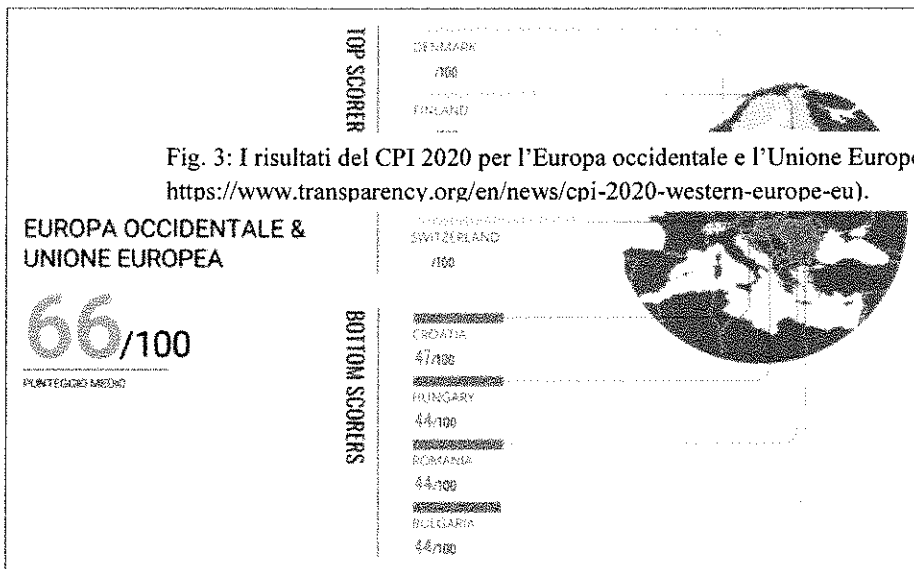 TOP SCORER
DENMARK
/100
FINLAND
Fig. 3: I risultati del CPI 2020 per l'Europa occidentale e l'Unione Europe
https://www.transparency.org/en/news/cpi-2020-western-europe-eu).
EUROPA OCCIDENTALE &
UNIONE EUROPEA
66/100
PUNTEGGIO MEDIO
SWITZERLAND
/100
BOTTOM SCORERS
CROATIA
47/100
HUNGARY
44/100
ROMANIA
44/100
BULGARIA
44/100